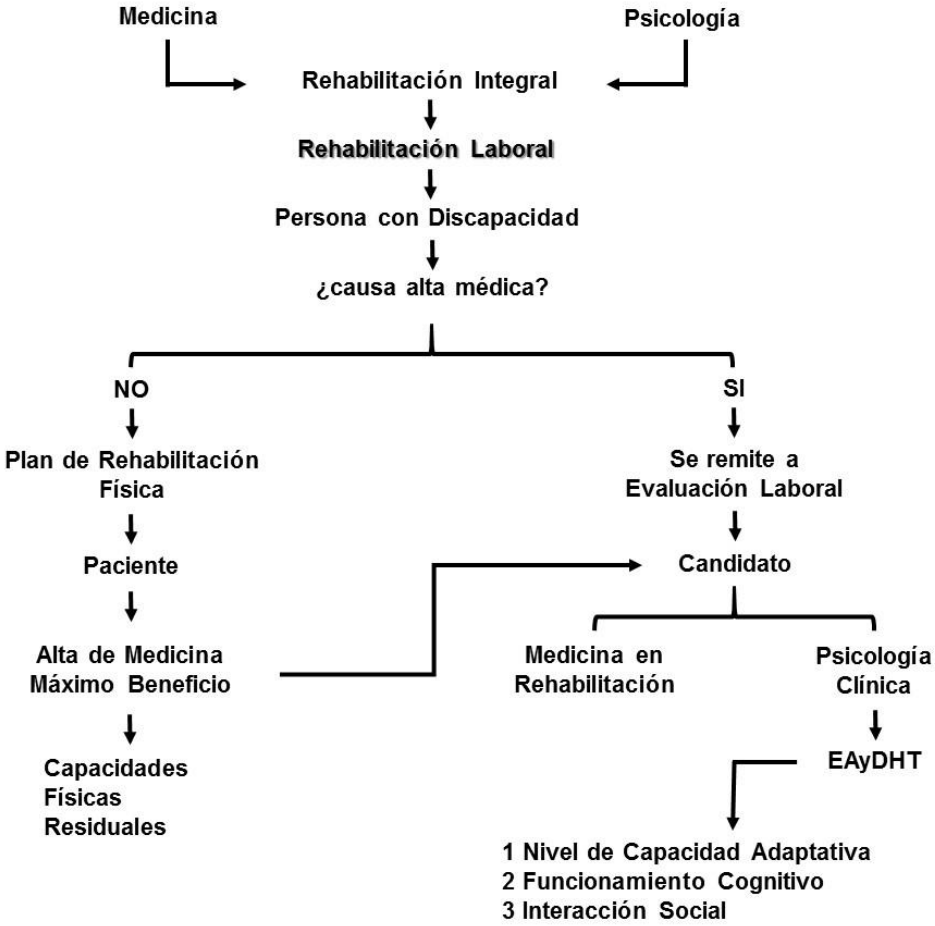 Medicina
Psicología
Rehabilitación Integral
Rehabilitación Laboral
Persona con Discapacidad
¿causa alta médica?
NO
SI
Plan de Rehabilitación
Física
Se remite a
Evaluación Laboral
Paciente
Candidato
Alta de Medicina
Máximo Beneficio
Medicina en
Rehabilitación
Psicología
Clínica
Capacidades
Físicas
Residuales
EAyDHT
1 Nivel de Capacidad Adaptativa
2 Funcionamiento Cognitivo
3 Interacción Social